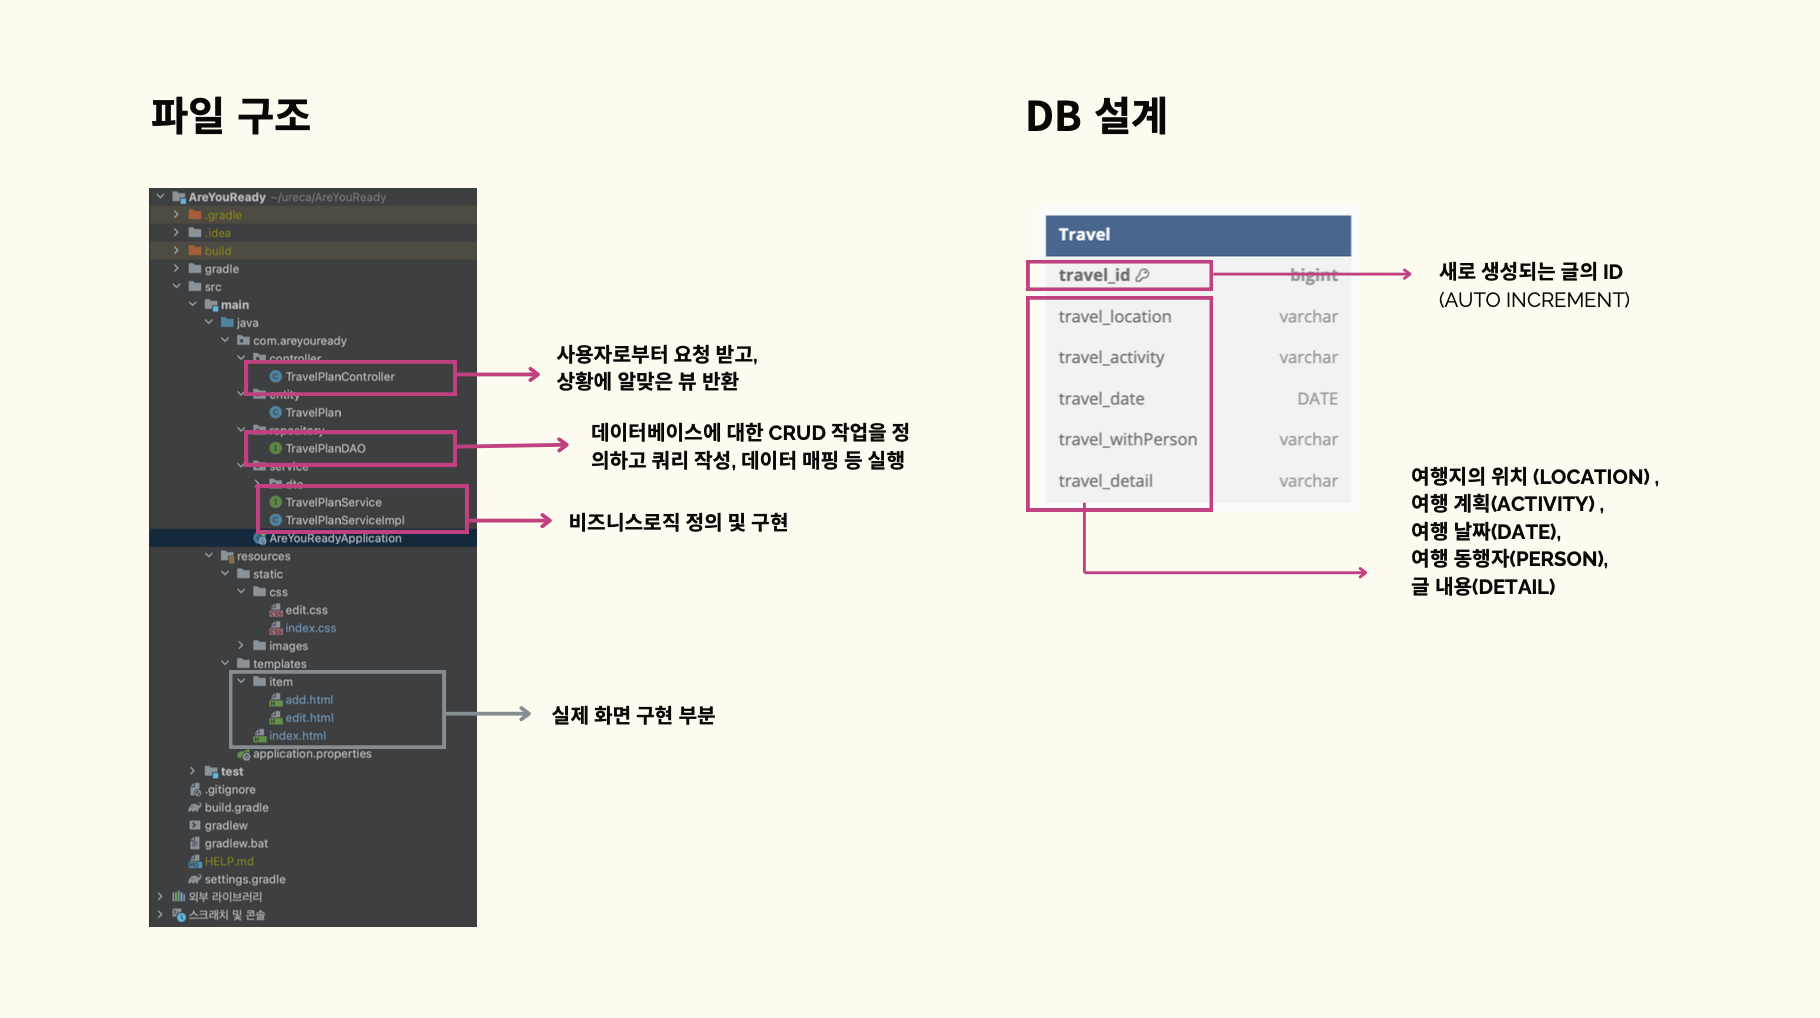 파일 구조
AreYouReady ~/ureca/AreYouReady
.gradle
.idea
build
gradle
src
main
java
com.areyouready
controller
TravelPlanController
entity
TravelPlan
repository
TravelPlanDAO
service
dto
TravelPlanService
TravelPlanServiceImpl
AreYouReadyApplication
resources
static
css
edit.css
index.css
images
templates
item
add.html
edit.html
index.html
application.properties
test
.gitignore
build.gradle
gradlew
gradlew.bat
HELP.md
settings.gradle
외부 라이브러리
스크래치 및 콘솔
사용자로부터 요청 받고,
상황에 알맞은 뷰 반환
데이터베이스에 대한 CRUD 작업을 정
의하고 쿼리 작성, 데이터 매핑 등 실행
비즈니스로직 정의 및 구현
실제 화면 구현 부분
DB 설계
Travel
travel_id bigint
travel_location varchar
travel_activity varchar
travel_date DATE
travel_withPerson varchar
travel_detail varchar
새로 생성되는 글의 ID
(AUTO INCREMENT)
여행지의 위치 (LOCATION) ,
여행 계획(ACTIVITY) ,
여행 날짜(DATE),
여행 동행자(PERSON),
글 내용(DETAIL)